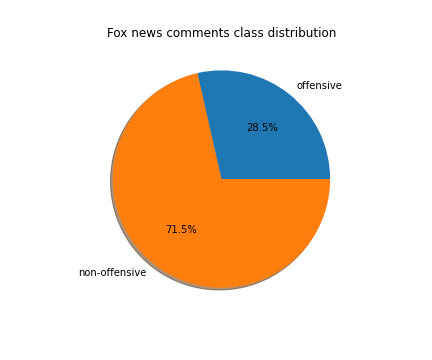 Fox news comments class distribution
offensive
28.5%
71.5%
non-offensive